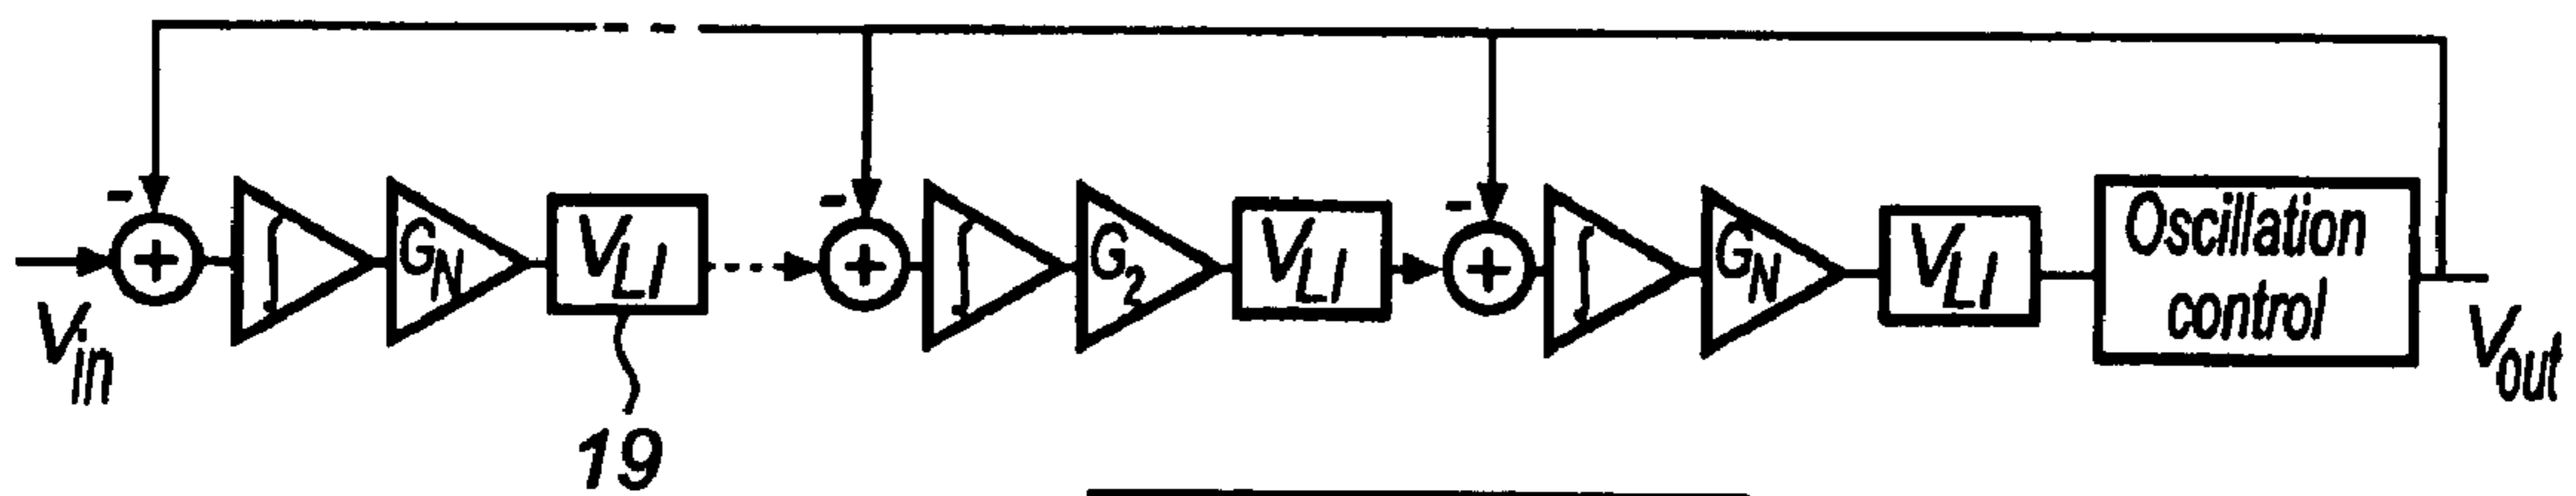 - - -
+ ∫ G_N V_LI + ∫ G_2 V_LI + ∫ G_N V_LI Oscillation
control
V_in V_out
19